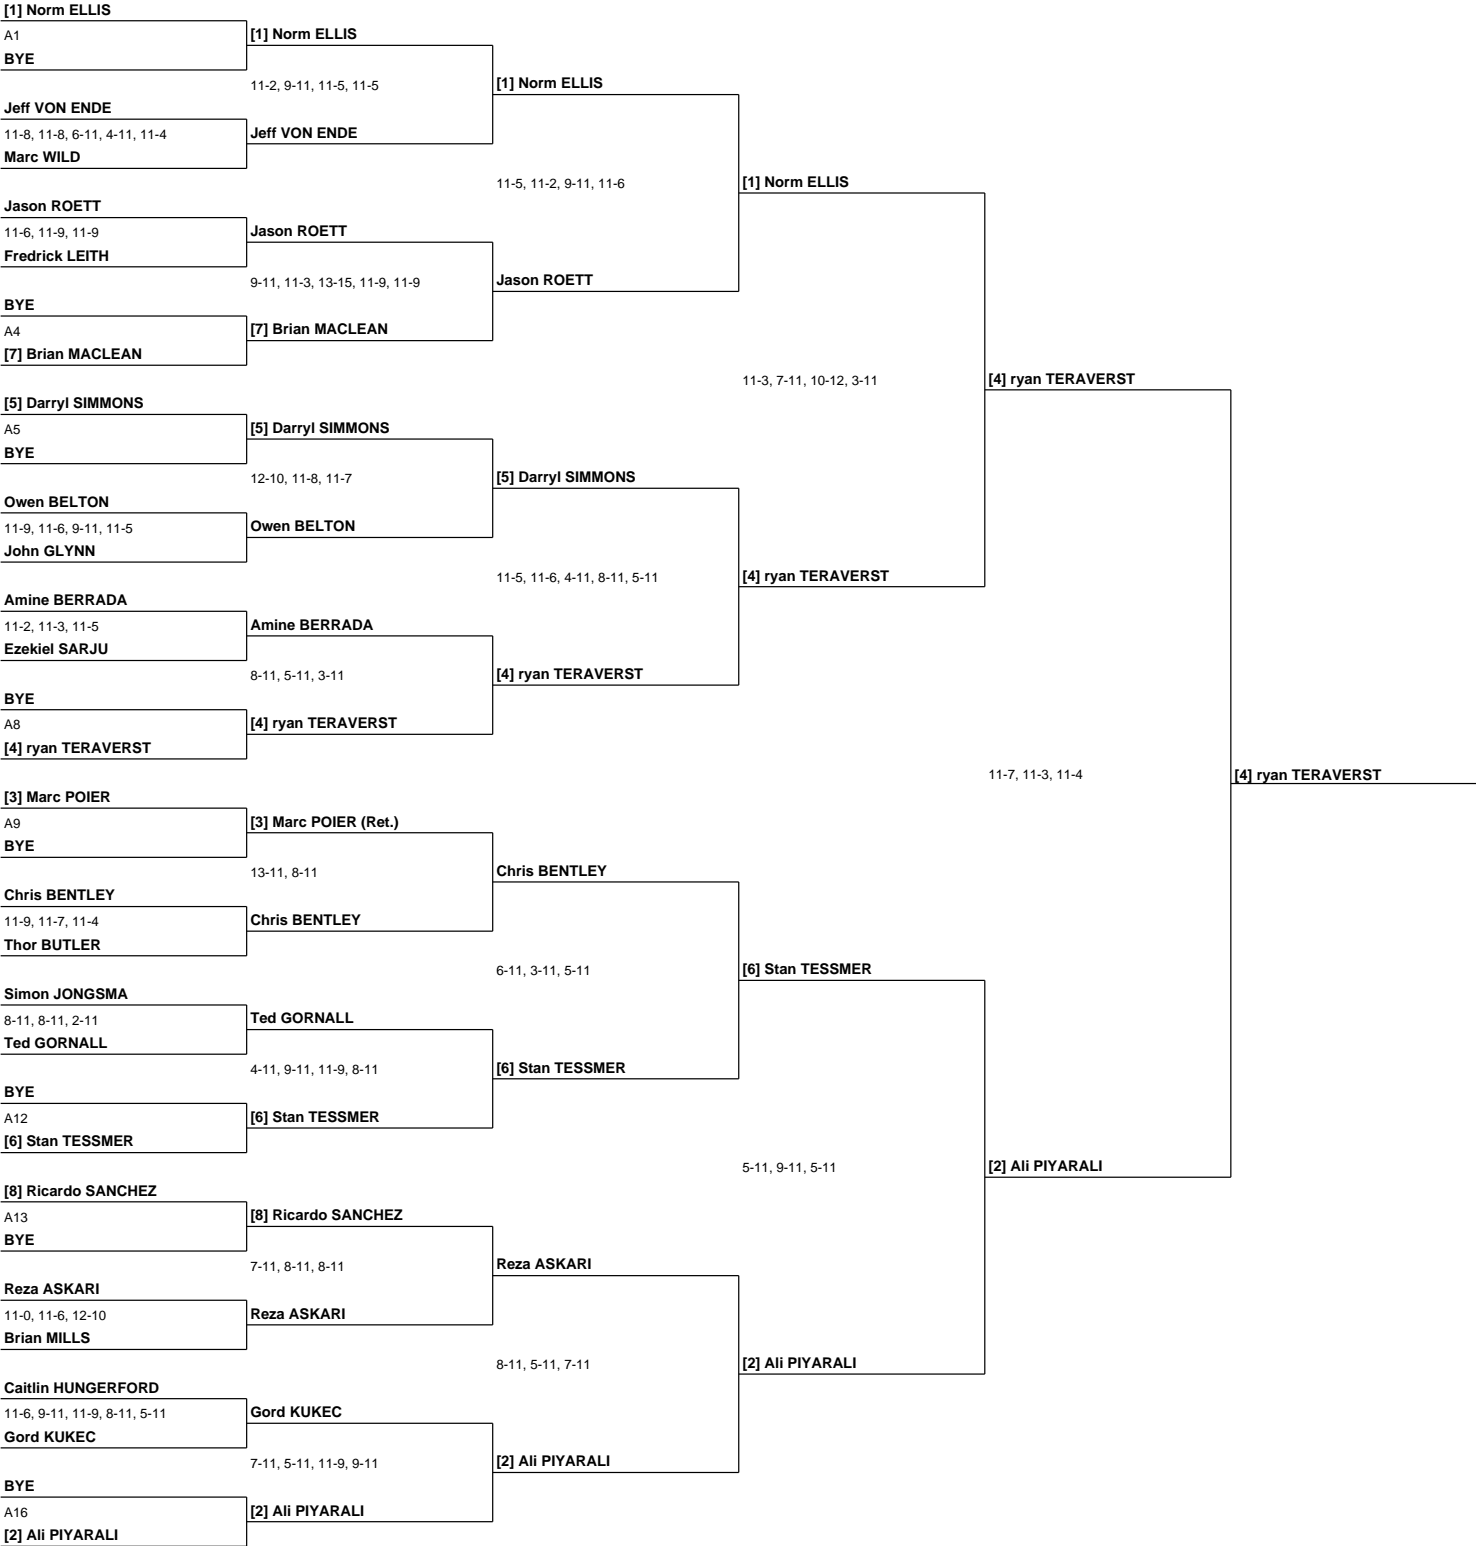 [1] Norm ELLIS
A1
BYE
Jeff VON ENDE
11-8, 11-8, 6-11, 4-11, 11-4
Marc WILD
Jason ROETT
11-6, 11-9, 11-9
Fredrick LEITH
BYE
A4
[7] Brian MACLEAN
[5] Darryl SIMMONS
A5
BYE
Owen BELTON
11-9, 11-6, 9-11, 11-5
John GLYNN
Amine BERRADA
11-2, 11-3, 11-5
Ezekiel SARJU
BYE
A8
[4] ryan TERAVERST
[3] Marc POIER
A9
BYE
Chris BENTLEY
11-9, 11-7, 11-4
Thor BUTLER
Simon JONGSMA
8-11, 8-11, 2-11
Ted GORNALL
BYE
A12
[6] Stan TESSMER
[8] Ricardo SANCHEZ
A13
BYE
Reza ASKARI
11-0, 11-6, 12-10
Brian MILLS
Caitlin HUNGERFORD
11-6, 9-11, 11-9, 8-11, 5-11
Gord KUKEC
BYE
A16
[2] Ali PIYARALI
[1] Norm ELLIS
11-2, 9-11, 11-5, 11-5
Jeff VON ENDE
Jason ROETT
9-11, 11-3, 13-15, 11-9, 11-9
[7] Brian MACLEAN
[5] Darryl SIMMONS
12-10, 11-8, 11-7
Owen BELTON
Amine BERRADA
8-11, 5-11, 3-11
[4] ryan TERAVERST
[3] Marc POIER (Ret.)
13-11, 8-11
Chris BENTLEY
Ted GORNALL
4-11, 9-11, 11-9, 8-11
[6] Stan TESSMER
[8] Ricardo SANCHEZ
7-11, 8-11, 8-11
Reza ASKARI
Gord KUKEC
7-11, 5-11, 11-9, 9-11
[2] Ali PIYARALI
[1] Norm ELLIS
11-5, 11-2, 9-11, 11-6
Jason ROETT
[5] Darryl SIMMONS
11-5, 11-6, 4-11, 8-11, 5-11
[4] ryan TERAVERST
Chris BENTLEY
6-11, 3-11, 5-11
[6] Stan TESSMER
Reza ASKARI
8-11, 5-11, 7-11
[2] Ali PIYARALI
[1] Norm ELLIS
11-3, 7-11, 10-12, 3-11
[4] ryan TERAVERST
[6] Stan TESSMER
5-11, 9-11, 5-11
[2] Ali PIYARALI
[4] ryan TERAVERST
11-7, 11-3, 11-4
[2] Ali PIYARALI
[4] ryan TERAVERST